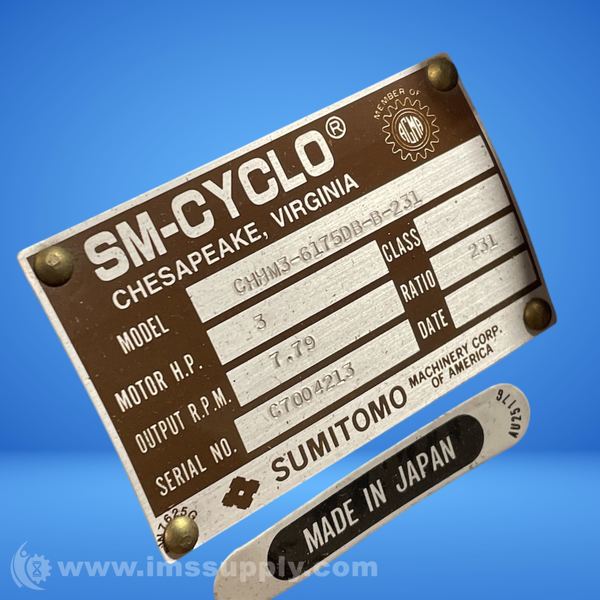 MEMBER OF
AGMA
SM-CYCLO®
CHESAPEAKE, VIRGINIA
MODEL CHHM3-6175DB-B-231
MOTOR H.P. 3 CLASS
OUTPUT R.P.M. 7.79 RATIO 231
SERIAL NO. C7004213 DATE
SUMITOMO MACHINERY CORP.
OF AMERICA
MADE IN JAPAN
www.imssupply.com